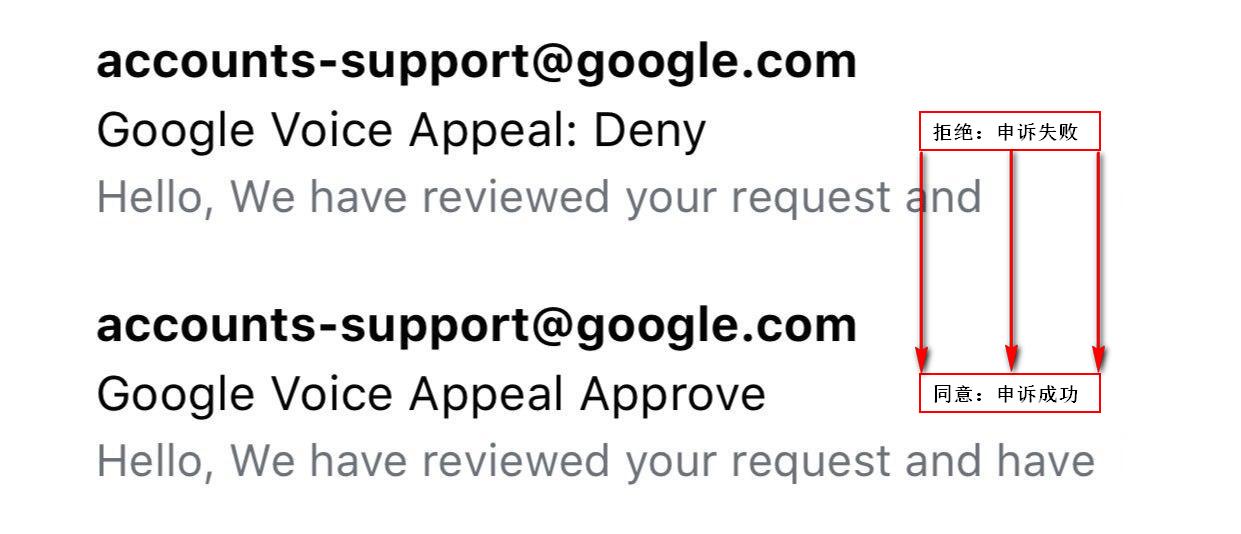 accounts-support@google.com
Google Voice Appeal: Deny
拒绝：申诉失败
Hello, We have reviewed your request and
accounts-support@google.com
Google Voice Appeal Approve
同意：申诉成功
Hello, We have reviewed your request and have